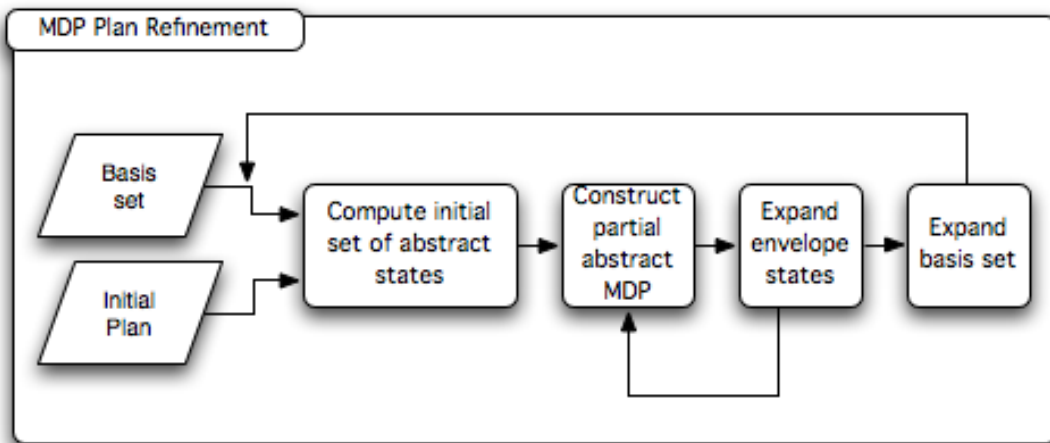 MDP Plan Refinement
Basis
set
Initial
Plan
Compute initial
set of abstract
states
Construct
partial
abstract
MDP
Expand
envelope
states
Expand
basis set